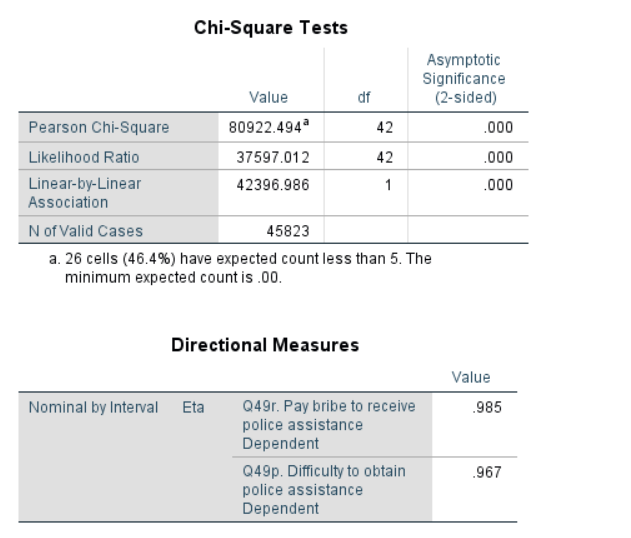 Chi-Square Tests
Value df Asymptotic Significance (2-sided)
Pearson Chi-Square 80922.494a 42 .000
Likelihood Ratio 37597.012 42 .000
Linear-by-Linear Association 42396.986 1 .000
N of Valid Cases 45823
a. 26 cells (46.4%) have expected count less than 5. The
minimum expected count is .00.
Directional Measures
Value
Nominal by Interval Eta Q49r. Pay bribe to receive police assistance Dependent .985
Q49p. Difficulty to obtain police assistance Dependent .967